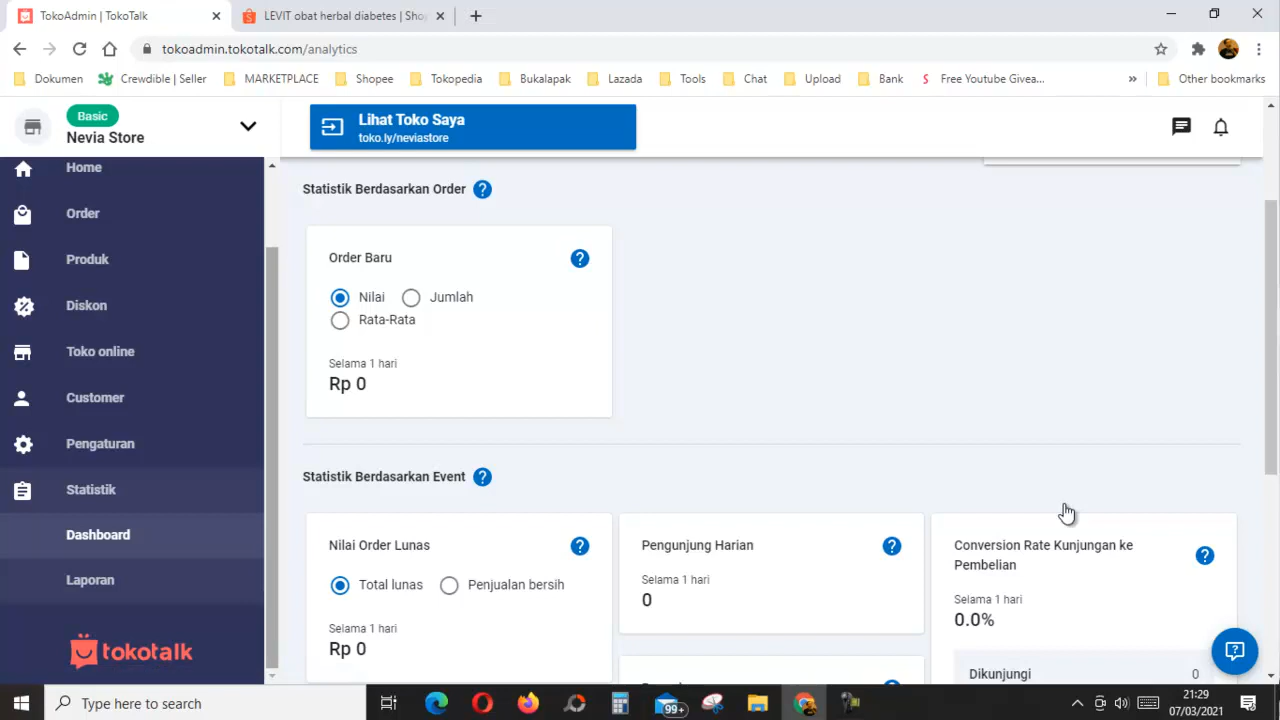 TokoAdmin | TokoTalk
LEVIT obat herbal diabetes | Sho
tokoadmin.tokotalk.com/analytics
Dokumen
Crewdible | Seller
MARKETPLACE
Shopee
Tokopedia
Bukalapak
Lazada
Tools
Chat
Upload
Bank
Free Youtube Givea...
Other bookmarks
Basic
Nevia Store
Lihat Toko Saya
toko.ly/neviastore
Home
Order
Produk
Diskon
Toko online
Customer
Pengaturan
Statistik
Dashboard
Laporan
tokotalk
Statistik Berdasarkan Order
Order Baru
Nilai
Jumlah
Rata-Rata
Selama 1 hari
Rp 0
Statistik Berdasarkan Event
Nilai Order Lunas
Total lunas
Penjualan bersih
Selama 1 hari
Rp 0
Pengunjung Harian
Selama 1 hari
0
Conversion Rate Kunjungan ke
Pembelian
Selama 1 hari
0.0%
Dikunjungi 0
Type here to search
99+
21:29
07/03/2021